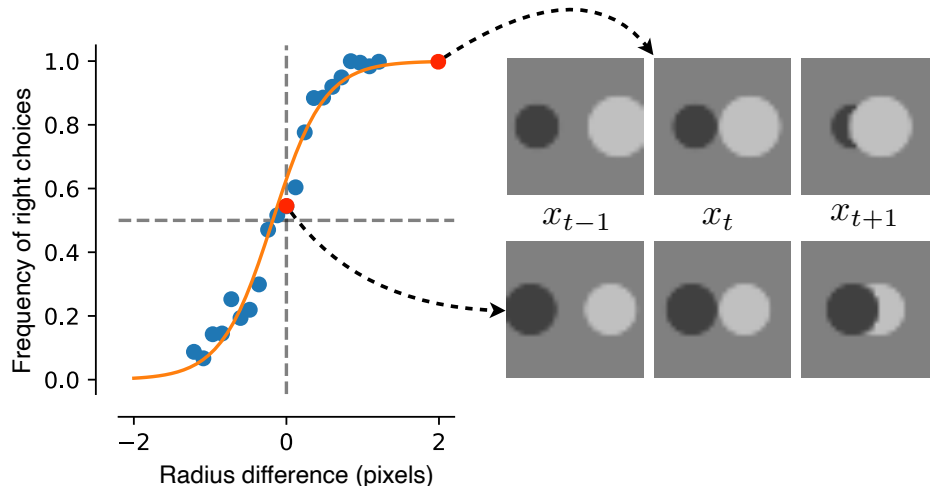 Frequency of right choices
1.0
0.8
0.6
0.4
0.2
0.0
−2
0
2
Radius difference (pixels)
x_{t−1}
x_t
x_{t+1}